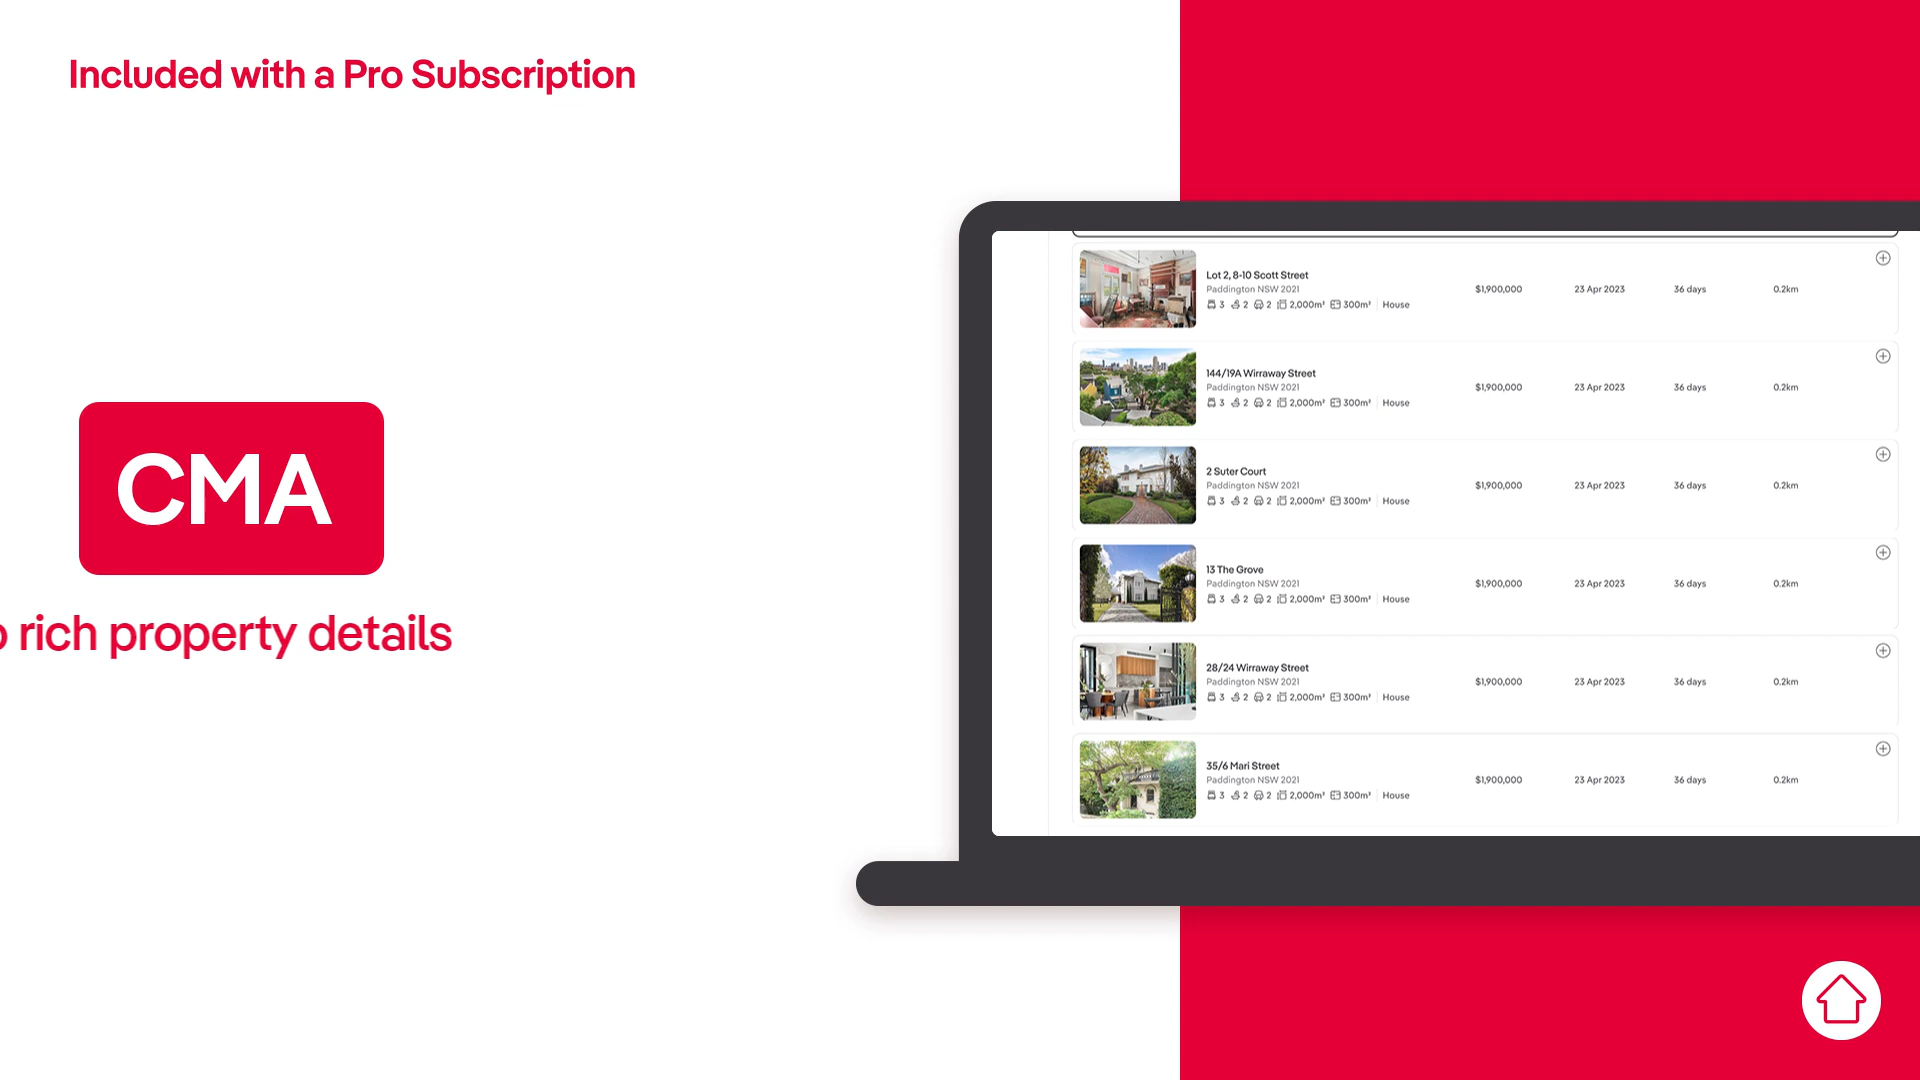 Included with a Pro Subscription
CMA
rich property details
Lot 2, 8-10 Scott Street
Paddington NSW 2021
3 2 2 2,000m² 300m² House
$1,900,000 23 Apr 2023 36 days 0.2km
144/19A Wirraway Street
Paddington NSW 2021
3 2 2 2,000m² 300m² House
$1,900,000 23 Apr 2023 36 days 0.2km
2 Suter Court
Paddington NSW 2021
3 2 2 2,000m² 300m² House
$1,900,000 23 Apr 2023 36 days 0.2km
13 The Grove
Paddington NSW 2021
3 2 2 2,000m² 300m² House
$1,900,000 23 Apr 2023 36 days 0.2km
28/24 Wirraway Street
Paddington NSW 2021
3 2 2 2,000m² 300m² House
$1,900,000 23 Apr 2023 36 days 0.2km
35/6 Mari Street
Paddington NSW 2021
3 2 2 2,000m² 300m² House
$1,900,000 23 Apr 2023 36 days 0.2km